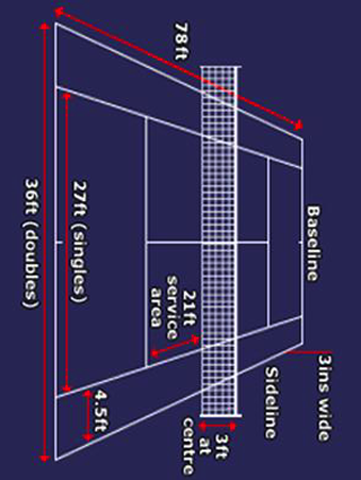 78ft
Baseline
3ins wide
Sideline
3ft
at
centre
21ft
service
area
27ft (singles)
36ft (doubles)
4.5ft